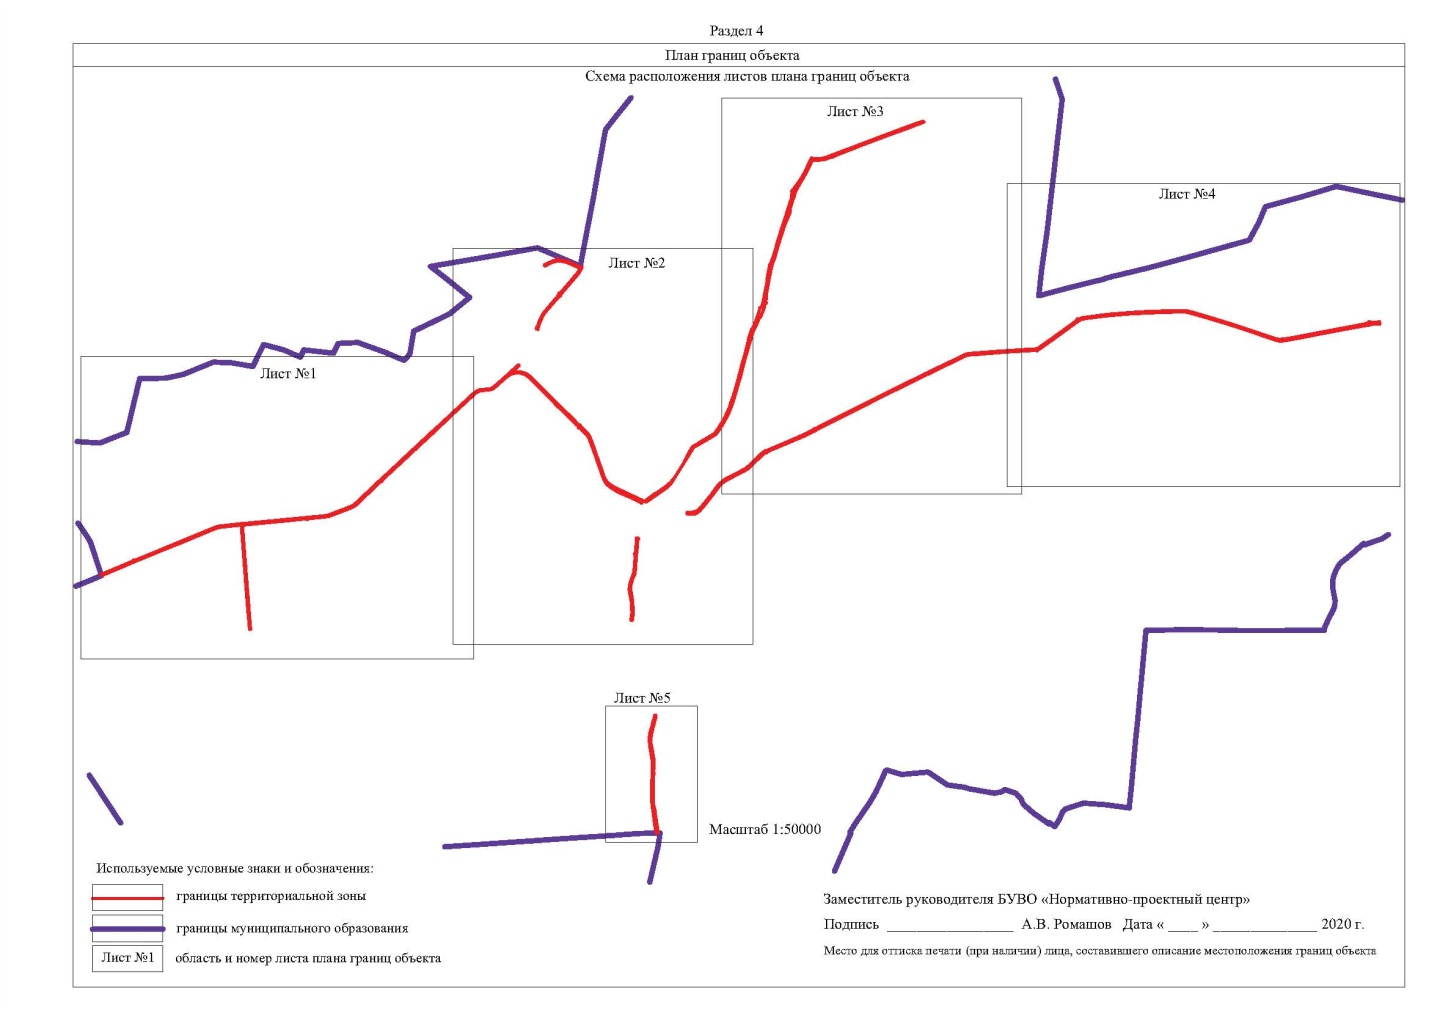 Раздел 4
План границ объекта
Схема расположения листов плана границ объекта
Лист №3
Лист №4
Лист №2
Лист №1
Лист №5
Масштаб 1:50000
Используемые условные знаки и обозначения:
границы территориальной зоны
границы муниципального образования
Лист №1 область и номер листа плана границ объекта
Заместитель руководителя БУВО «Нормативно-проектный центр»
Подпись _________________ А.В. Ромашов Дата « ____ » ______________ 2020 г.
Место для оттиска печати (при наличии) лица, составившего описание местоположения границ объекта